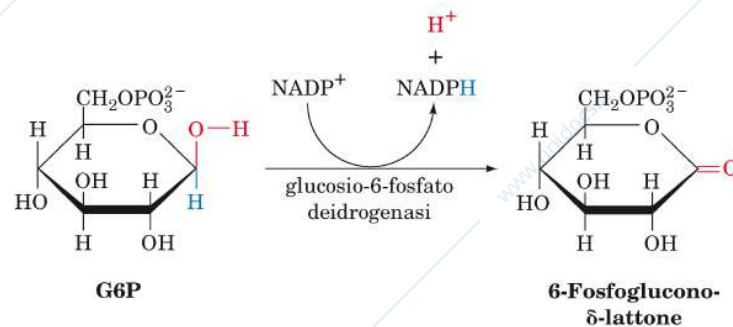 H⁺
+
NADP⁺ NADPH
CH₂OPO₃²⁻ CH₂OPO₃²⁻
H O O—H H O
H H O
OH H H OH H
HO glucosio-6-fosfato HO
deidrogenasi
H OH H OH
G6P 6-Fosfoglucono-
δ-lattone